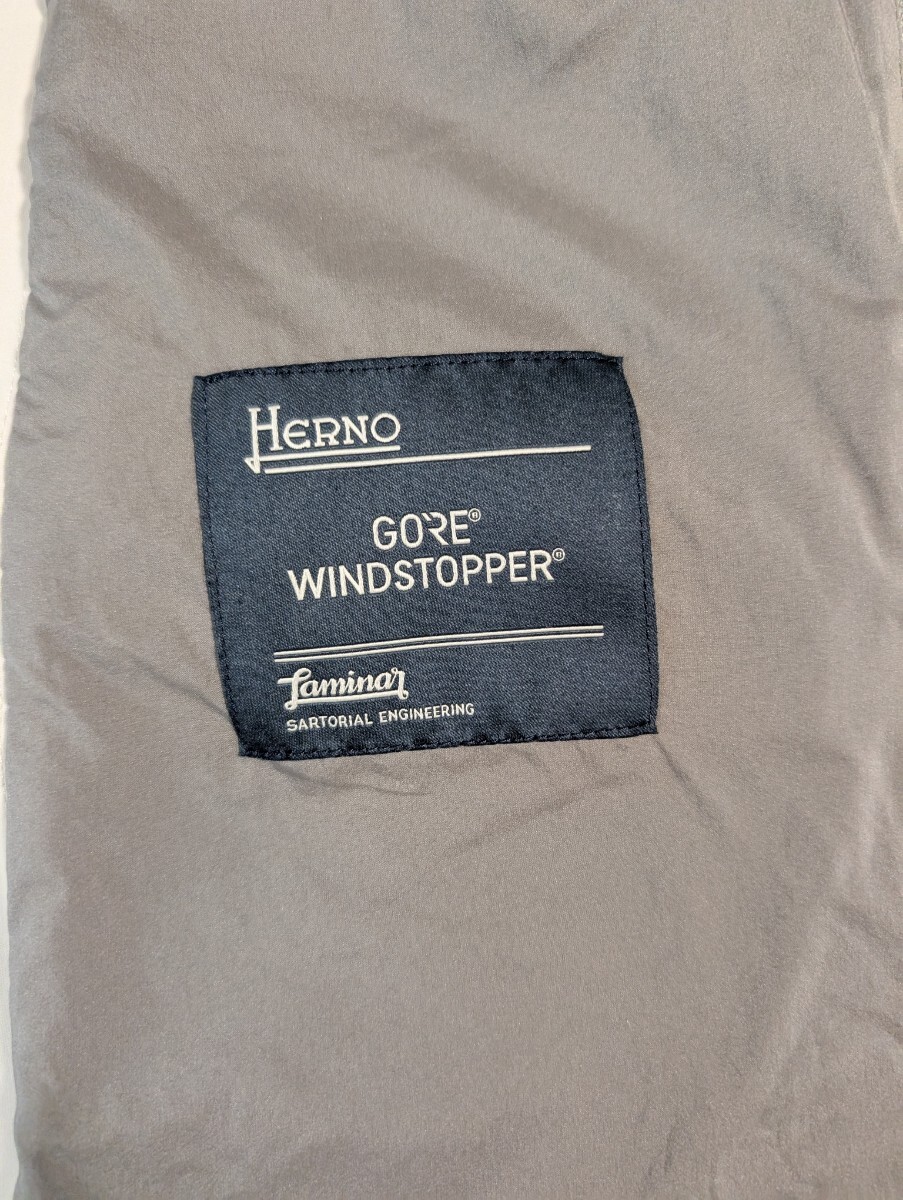 HERNO
GORE®
WINDSTOPPER®
Laminar
SARTORIAL ENGINEERING